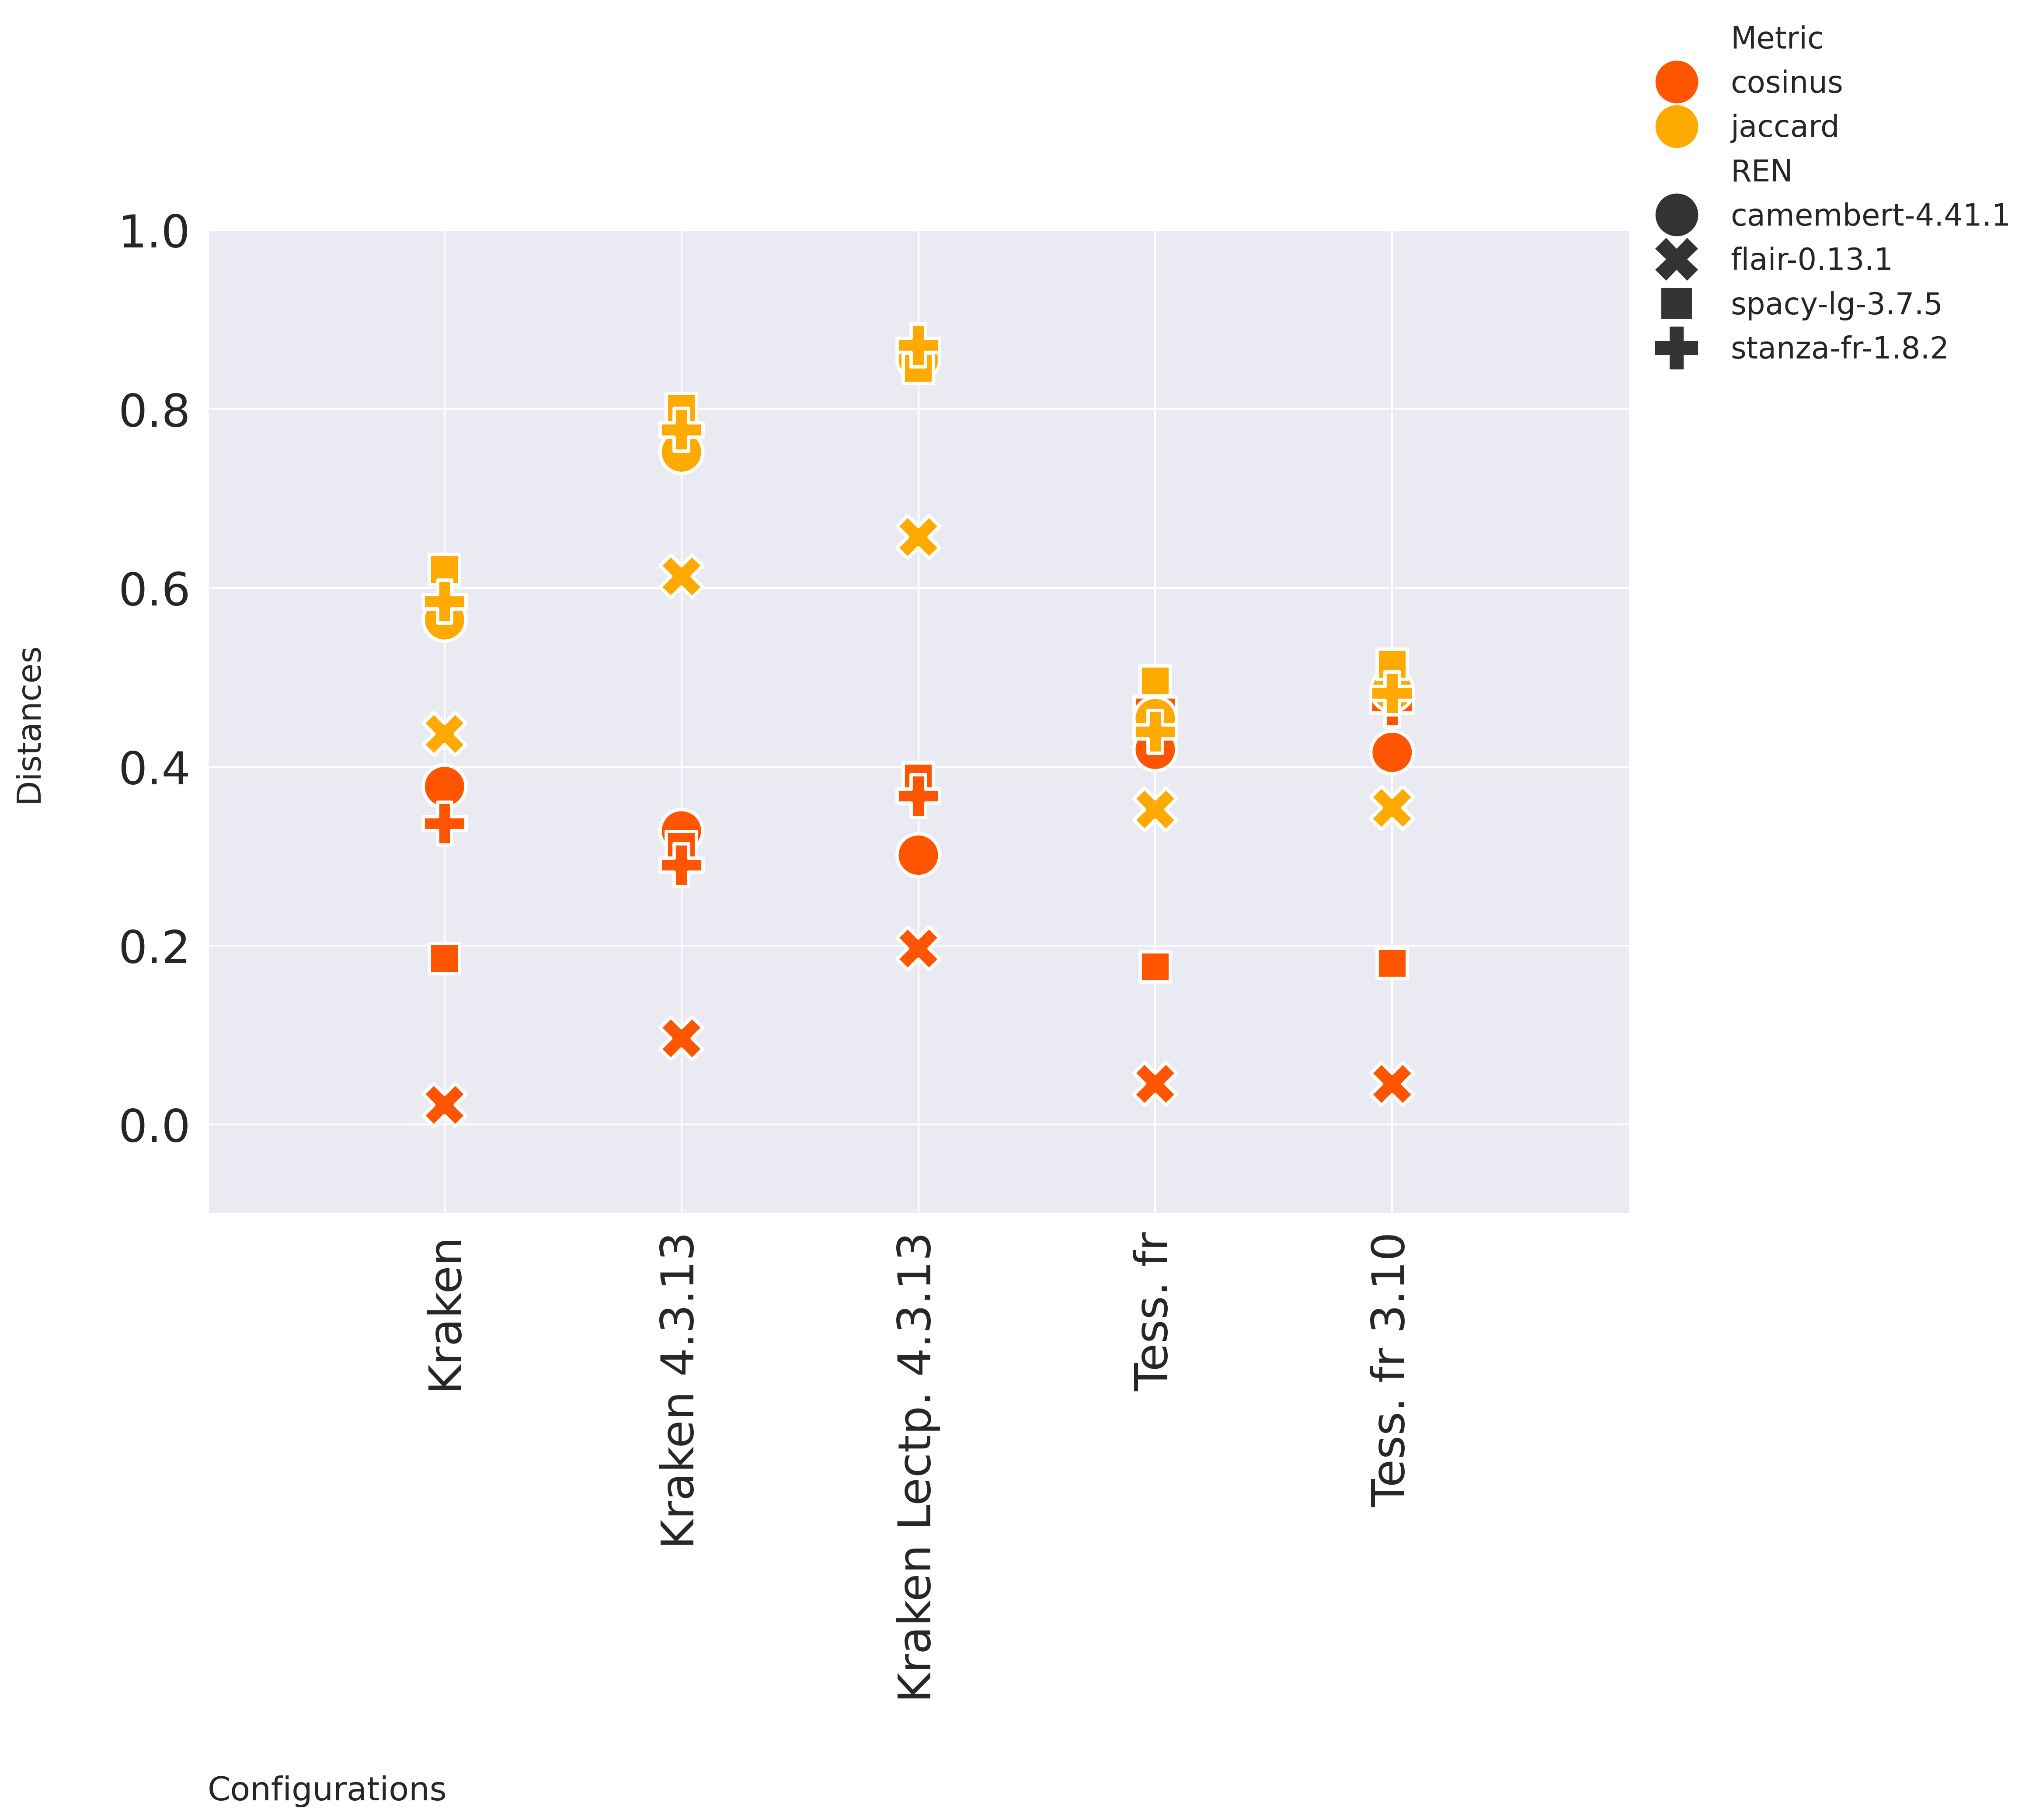 Metric
cosinus
jaccard
REN
camembert-4.41.1
flair-0.13.1
spacy-lg-3.7.5
stanza-fr-1.8.2
1.0
0.8
0.6
0.4
0.2
0.0
Distances
Kraken
Kraken 4.3.13
Kraken Lectp. 4.3.13
Tess. fr
Tess. fr 3.10
Configurations